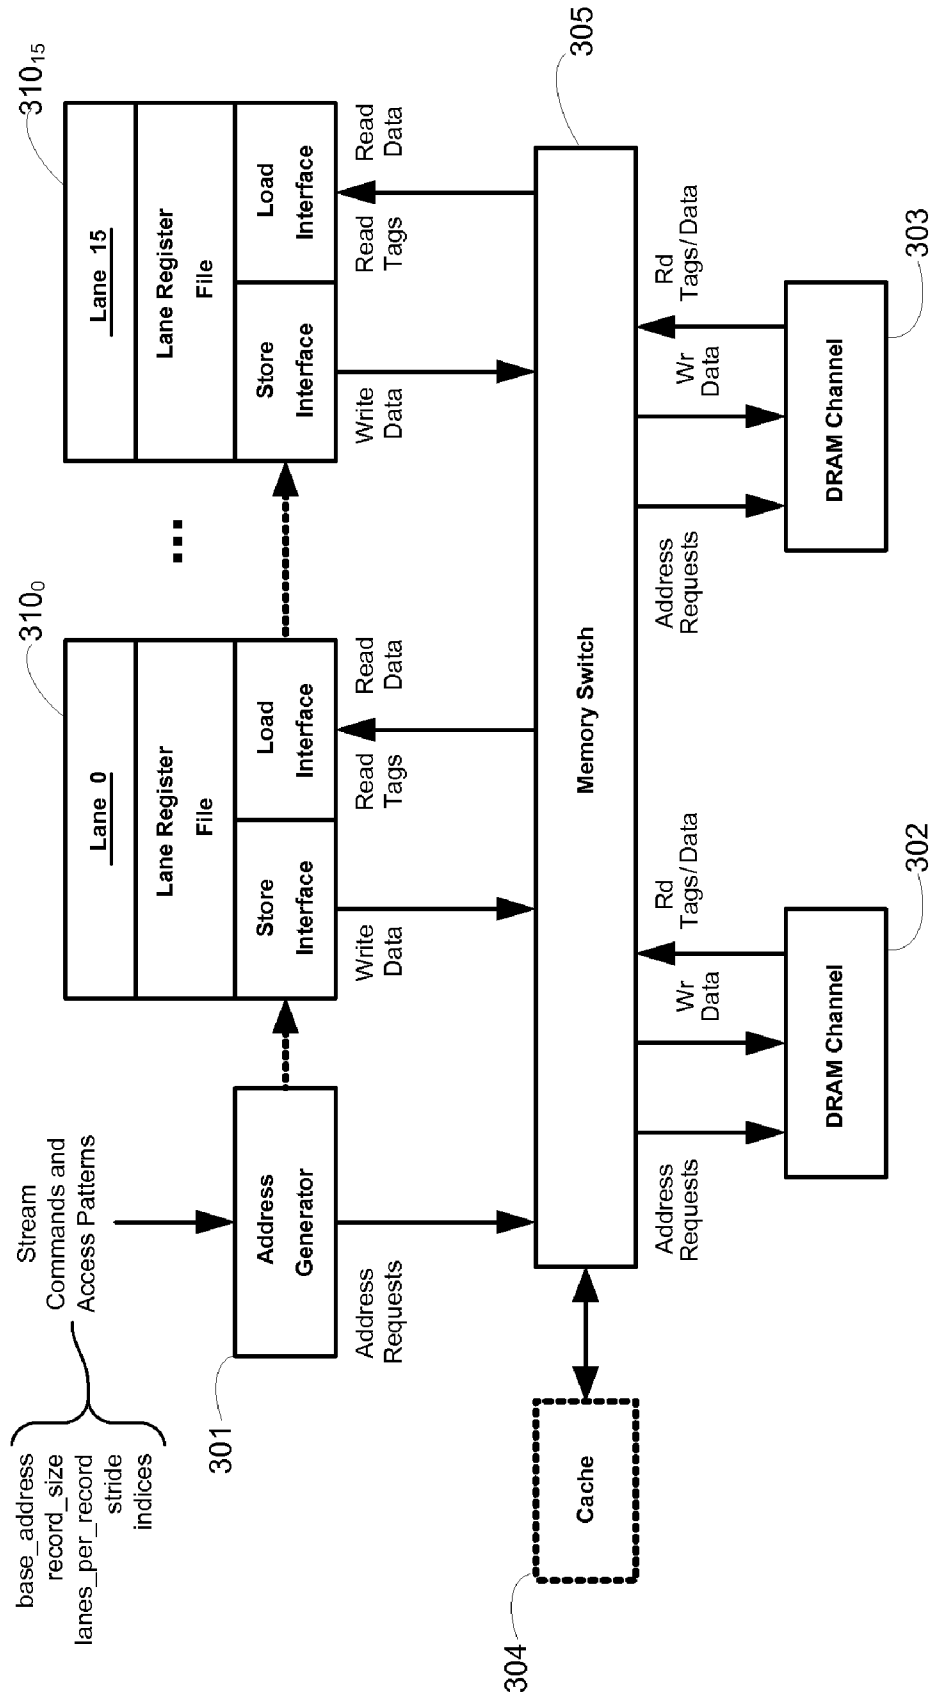 base_address
record_size
lanes_per_record
stride
indices
Stream
Commands and
Access Patterns
301
Address
Generator
Address
Requests
310₀
Lane 0
Lane Register
File
Store
Interface
Load
Interface
Write
Data
Read
Tags
Read
Data
...
310₁₅
Lane 15
Lane Register
File
Store
Interface
Load
Interface
Write
Data
Read
Tags
Read
Data
304
Cache
Memory Switch
305
Address
Requests
Wr
Data
Rd
Tags/Data
DRAM Channel
302
Address
Requests
Wr
Data
Rd
Tags/Data
DRAM Channel
303